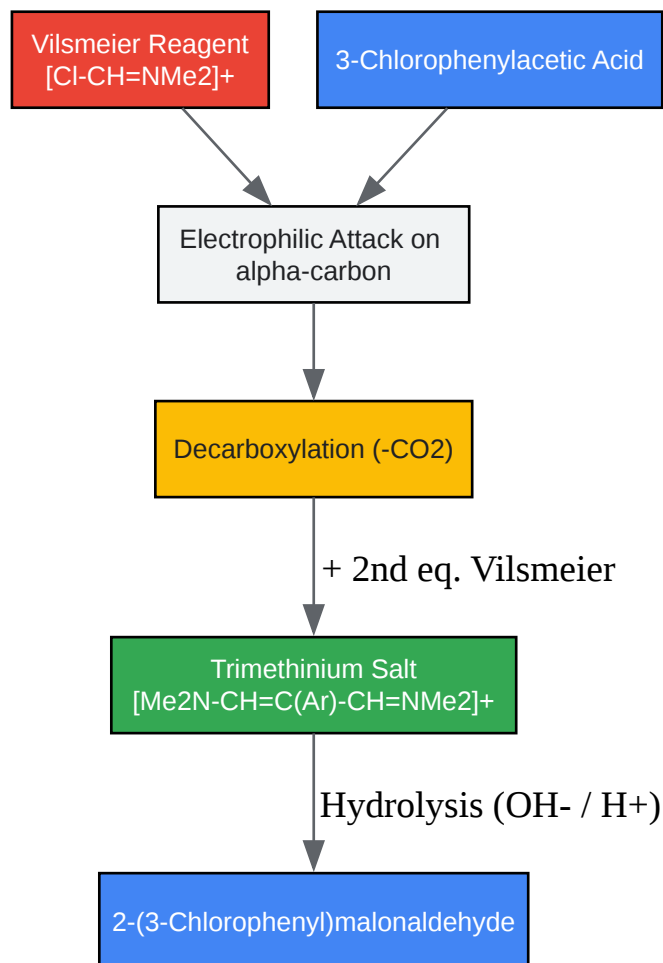 Vilsmeier Reagent
[Cl-CH=NMe2]+
3-Chlorophenylacetic Acid
Electrophilic Attack on
alpha-carbon
Decarboxylation (-CO2)
+ 2nd eq. Vilsmeier
Trimethinium Salt
[Me2N-CH=C(Ar)-CH=NMe2]+
Hydrolysis (OH- / H+)
2-(3-Chlorophenyl)malonaldehyde